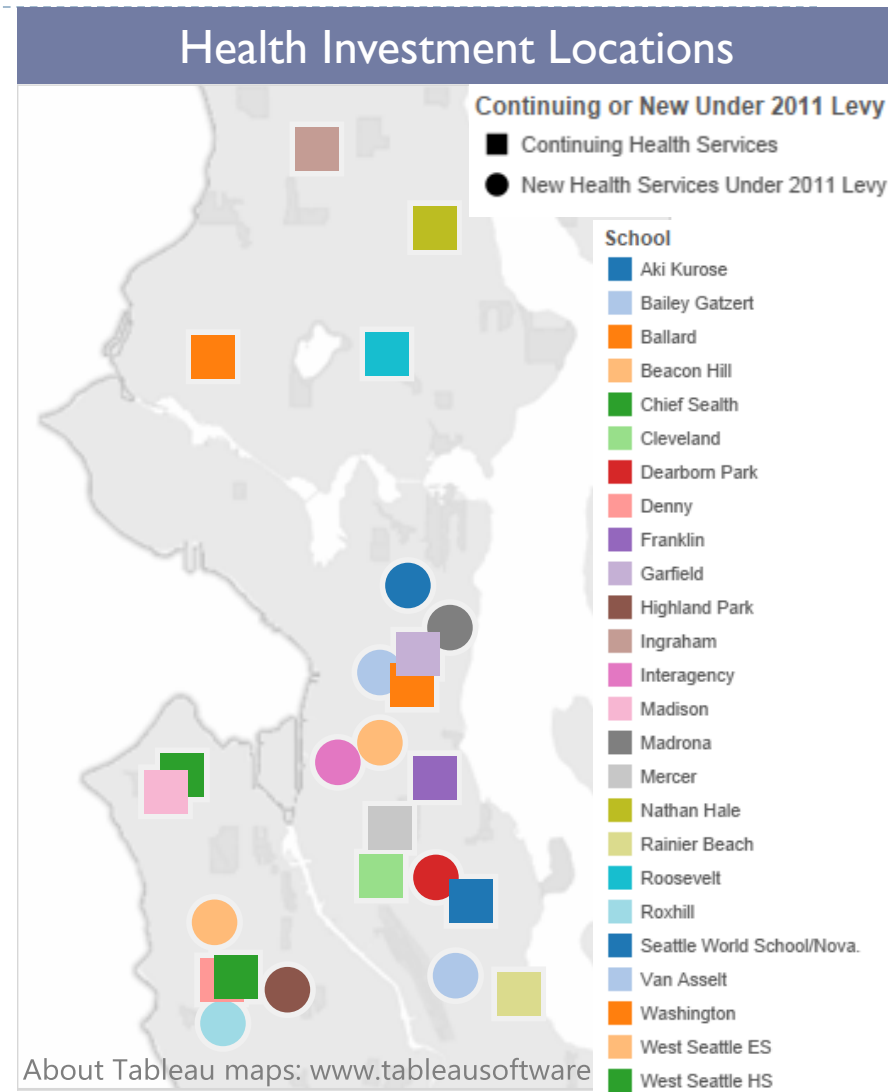 Health Investment Locations
Continuing or New Under 2011 Levy
Continuing Health Services
New Health Services Under 2011 Levy
School
Aki Kurose
Bailey Gatzert
Ballard
Beacon Hill
Chief Sealth
Cleveland
Dearborn Park
Denny
Franklin
Garfield
Highland Park
Ingraham
Interagency
Madison
Madrona
Mercer
Nathan Hale
Rainier Beach
Roosevelt
Roxhill
Seattle World School/Nova.
Van Asselt
Washington
West Seattle ES
West Seattle HS
About Tableau maps: www.tableausoftware